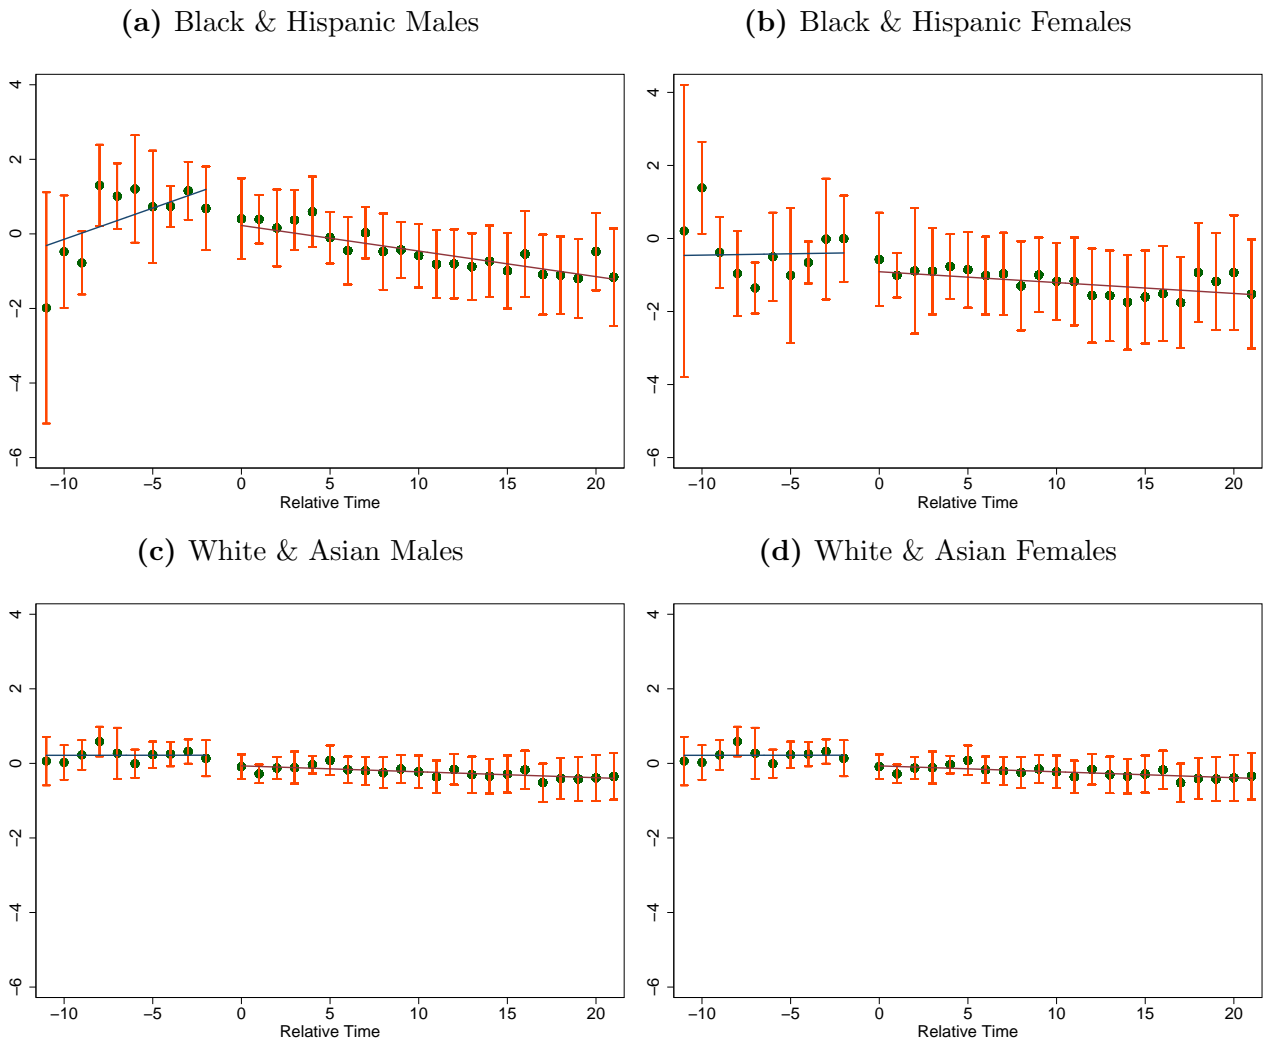 (a) Black & Hispanic Males
(b) Black & Hispanic Females
4
2
0
−2
−4
−6
−10 −5 0 5 10 15 20
Relative Time
4
2
0
−2
−4
−6
−10 −5 0 5 10 15 20
Relative Time
(c) White & Asian Males
(d) White & Asian Females
4
2
0
−2
−4
−6
−10 −5 0 5 10 15 20
Relative Time
4
2
0
−2
−4
−6
−10 −5 0 5 10 15 20
Relative Time